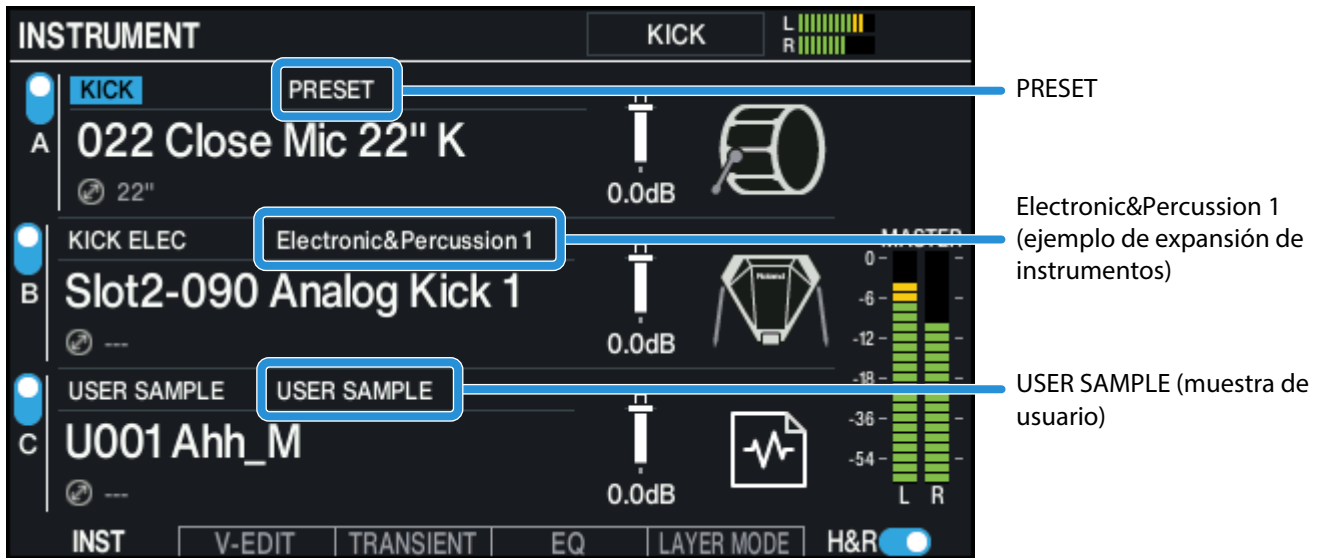 INSTRUMENT
KICK
L
R
KICK PRESET
A
022 Close Mic 22" K
22"
0.0dB
PRESET
KICK ELEC Electronic&Percussion 1
B
Slot2-090 Analog Kick 1
---
0.0dB
Roland
Electronic&Percussion 1
(ejemplo de expansión de
instrumentos)
MASTER
0
-6
-12
-18
-36
-54
L R
USER SAMPLE USER SAMPLE
C
U001 Ahh_M
---
0.0dB
USER SAMPLE (muestra de
usuario)
INST V-EDIT TRANSIENT EQ LAYER MODE H&R